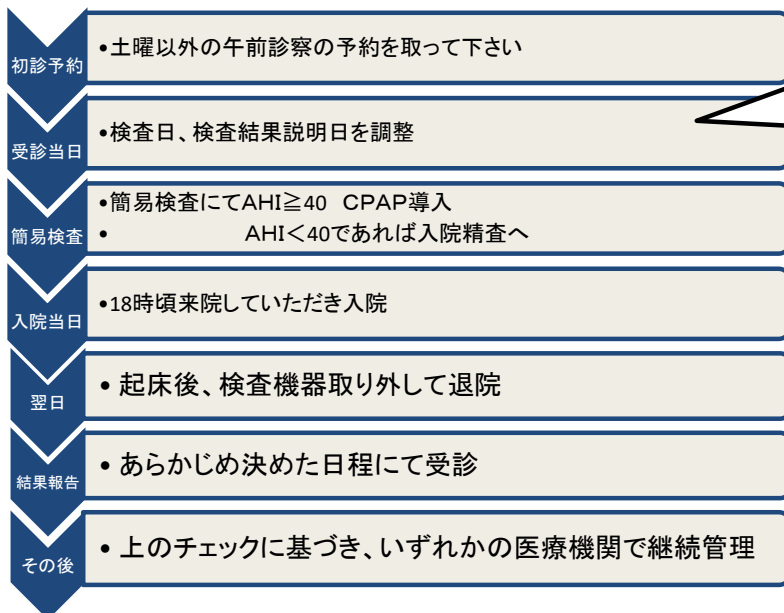 初診予約
•土曜以外の午前診察の予約を取って下さい
受診当日
•検査日、検査結果説明日を調整
簡易検査
•簡易検査にてAHI≧40 CPAP導入
• AHI<40であれば入院精査へ
入院当日
•18時頃来院していただき入院
翌日
• 起床後、検査機器取り外して退院
結果報告
• あらかじめ決めた日程にて受診
その後
• 上のチェックに基づき、いずれかの医療機関で継続管理